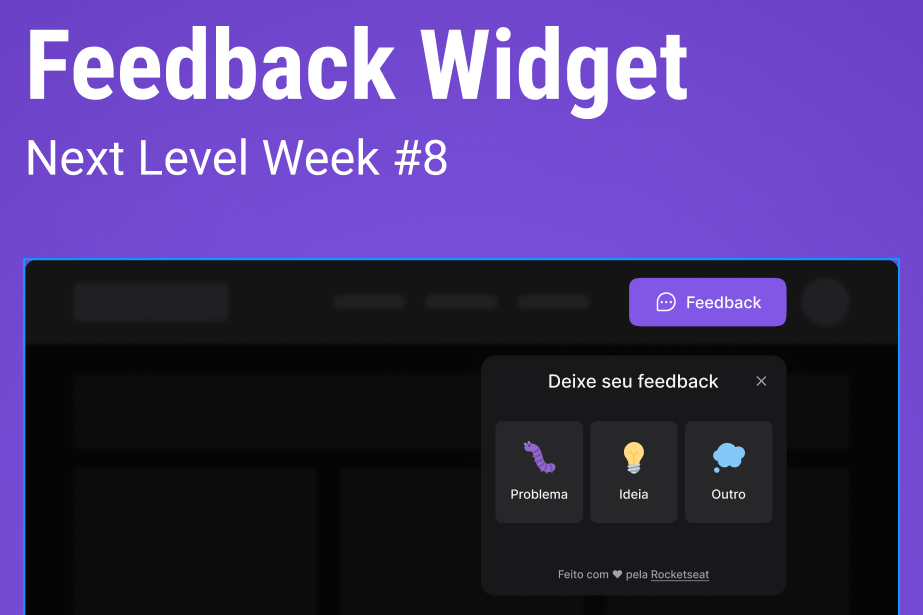 Feedback Widget
Next Level Week #8
Feedback
Deixe seu feedback
Problema
Ideia
Outro
Feito com ♥ pela Rocketseat